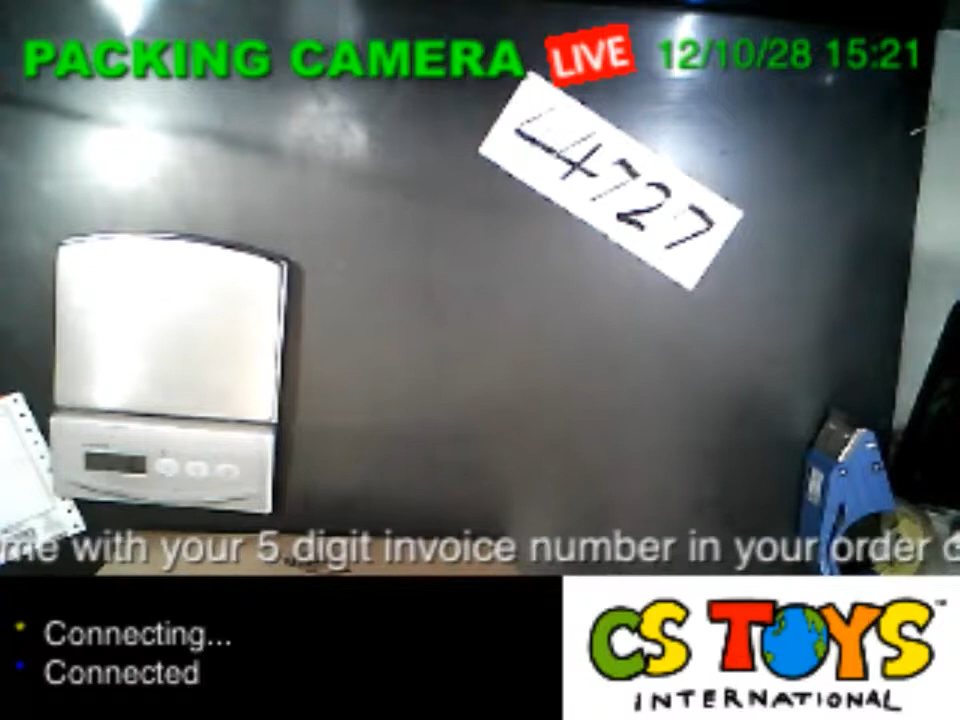 PACKING CAMERA LIVE 12/10/28 15:21
4727
me with your 5 digit invoice number in your order
Connecting...
Connected
CS TOYS
INTERNATIONAL